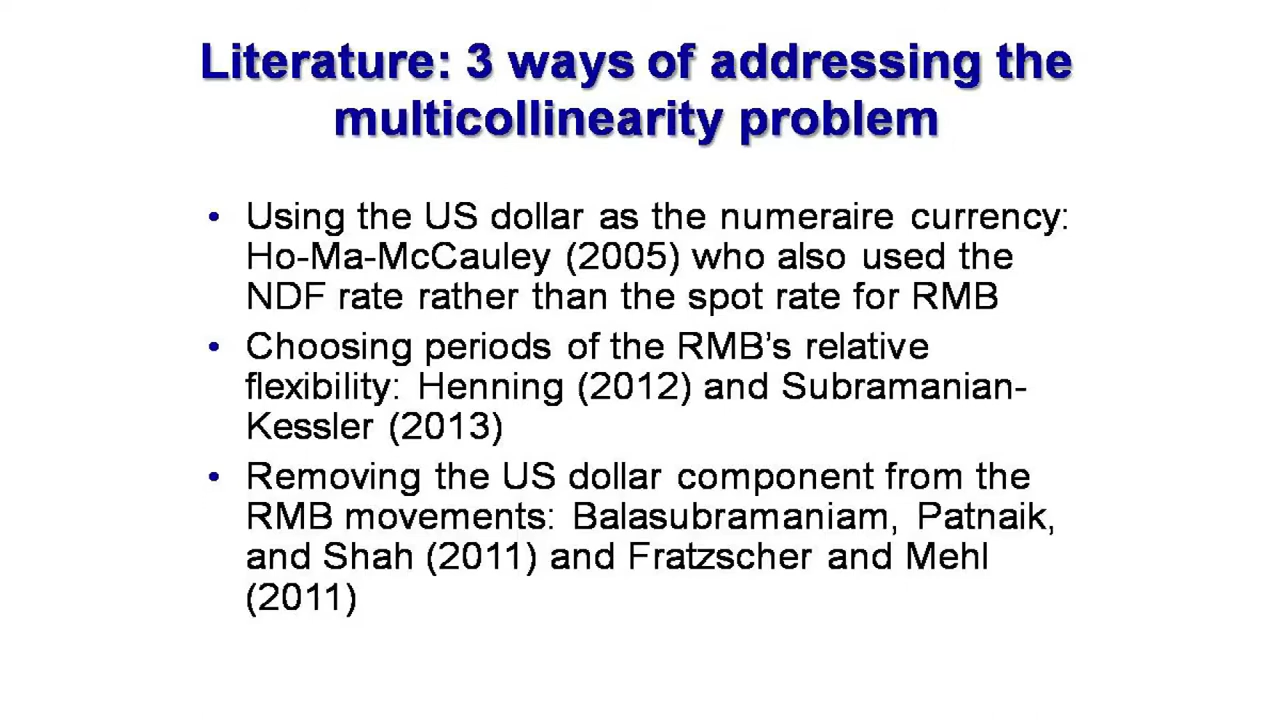 Literature: 3 ways of addressing the
multicollinearity problem
• Using the US dollar as the numeraire currency:
Ho-Ma-McCauley (2005) who also used the
NDF rate rather than the spot rate for RMB
• Choosing periods of the RMB's relative
flexibility: Henning (2012) and Subramanian-
Kessler (2013)
• Removing the US dollar component from the
RMB movements: Balasubramaniam, Patnaik,
and Shah (2011) and Fratzscher and Mehl
(2011)